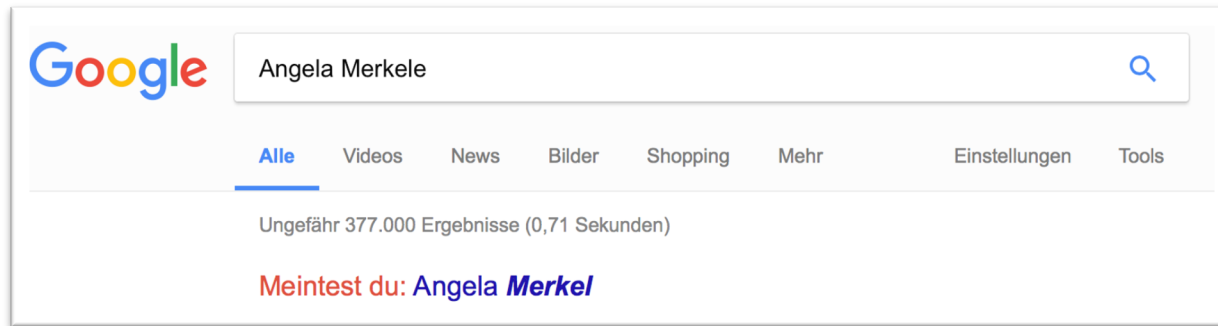 Google Angela Merkele
Alle Videos News Bilder Shopping Mehr Einstellungen Tools
Ungefähr 377.000 Ergebnisse (0,71 Sekunden)
Meintest du: Angela Merkel